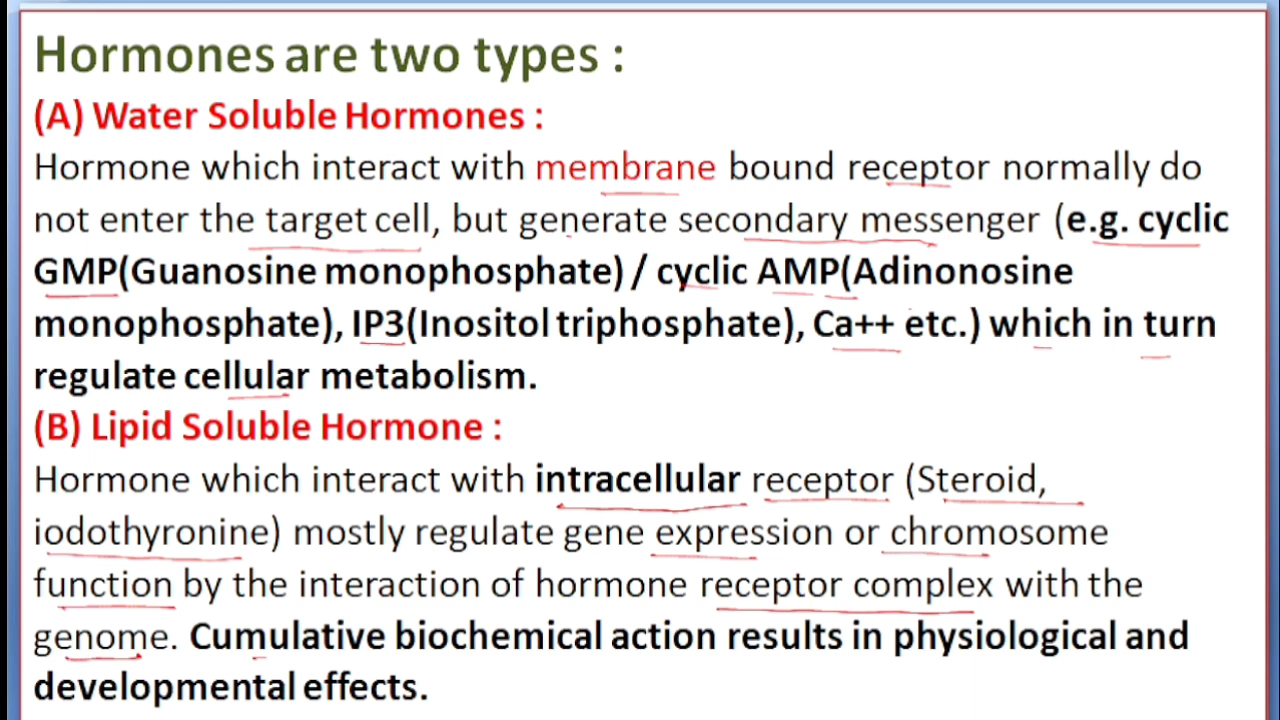 Hormones are two types :
(A) Water Soluble Hormones :
Hormone which interact with membrane bound receptor normally do
not enter the target cell, but generate secondary messenger (e.g. cyclic
GMP(Guanosine monophosphate) / cyclic AMP(Adinonosine
monophosphate), IP3(Inositol triphosphate), Ca++ etc.) which in turn
regulate cellular metabolism.
(B) Lipid Soluble Hormone :
Hormone which interact with intracellular receptor (Steroid,
iodothyronine) mostly regulate gene expression or chromosome
function by the interaction of hormone receptor complex with the
genome. Cumulative biochemical action results in physiological and
developmental effects.